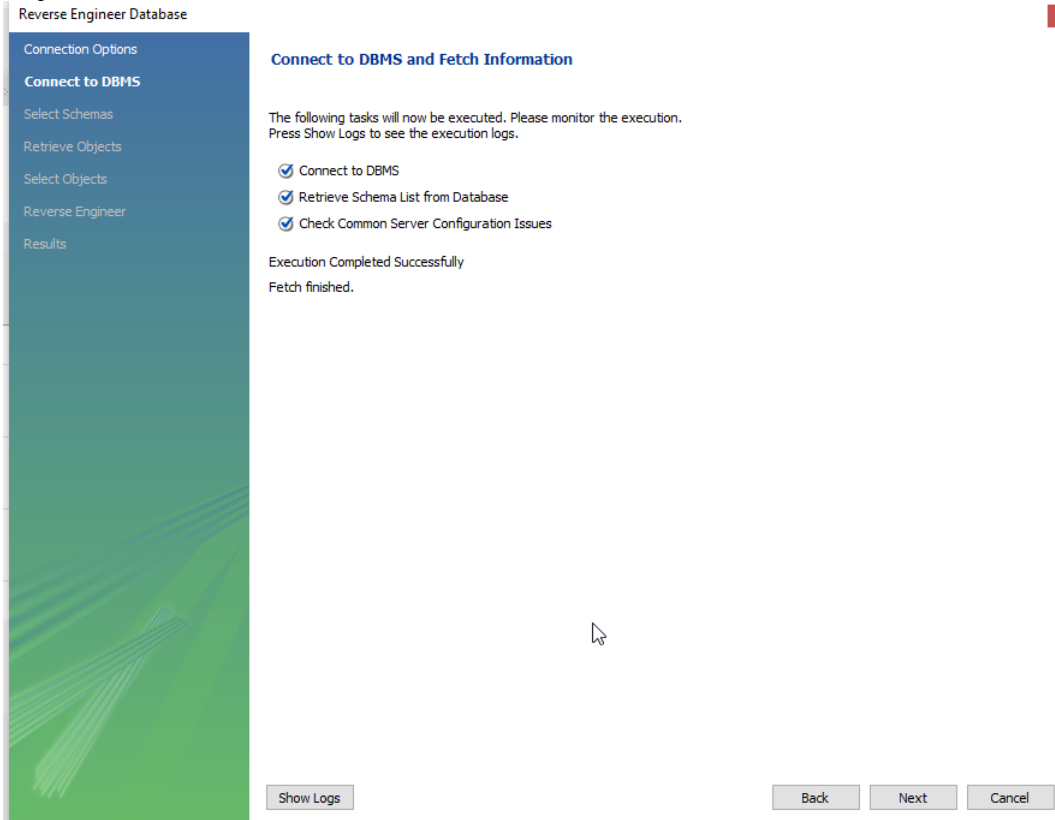 Reverse Engineer Database
Connection Options
Connect to DBMS
Select Schemas
Retrieve Objects
Select Objects
Reverse Engineer
Results
Connect to DBMS and Fetch Information
The following tasks will now be executed. Please monitor the execution.
Press Show Logs to see the execution logs.
Connect to DBMS
Retrieve Schema List from Database
Check Common Server Configuration Issues
Execution Completed Successfully
Fetch finished.
Show Logs
Back
Next
Cancel